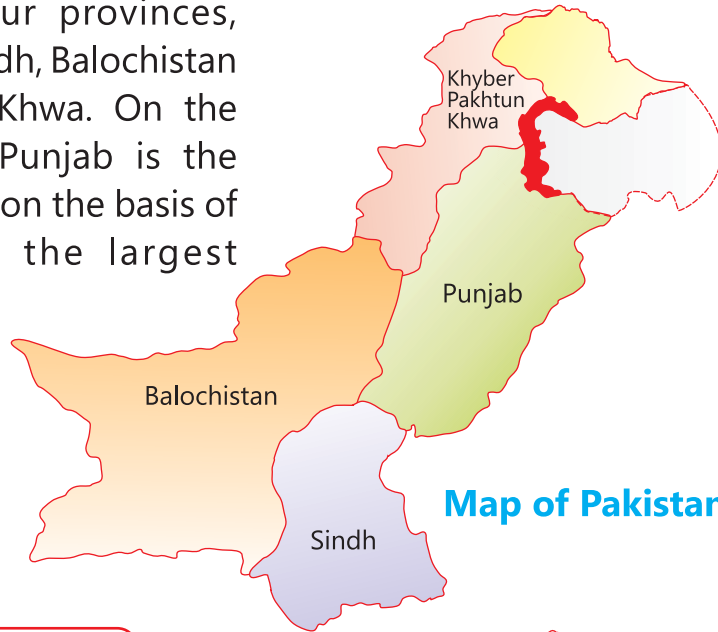 ur provinces,
dh, Balochistan
Khwa. On the
Punjab is the
on the basis of
the largest
Khyber
Pakhtun
Khwa
Punjab
Balochistan
Sindh
Map of Pakistan